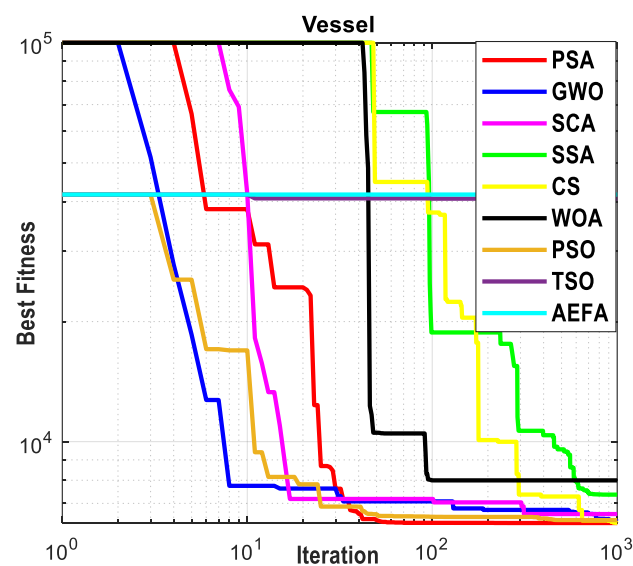 Vessel
10^5
PSA
GWO
SCA
SSA
CS
WOA
PSO
TSO
AEFA
Best Fitness
10^4
10^0
10^1
10^2
10^3
Iteration